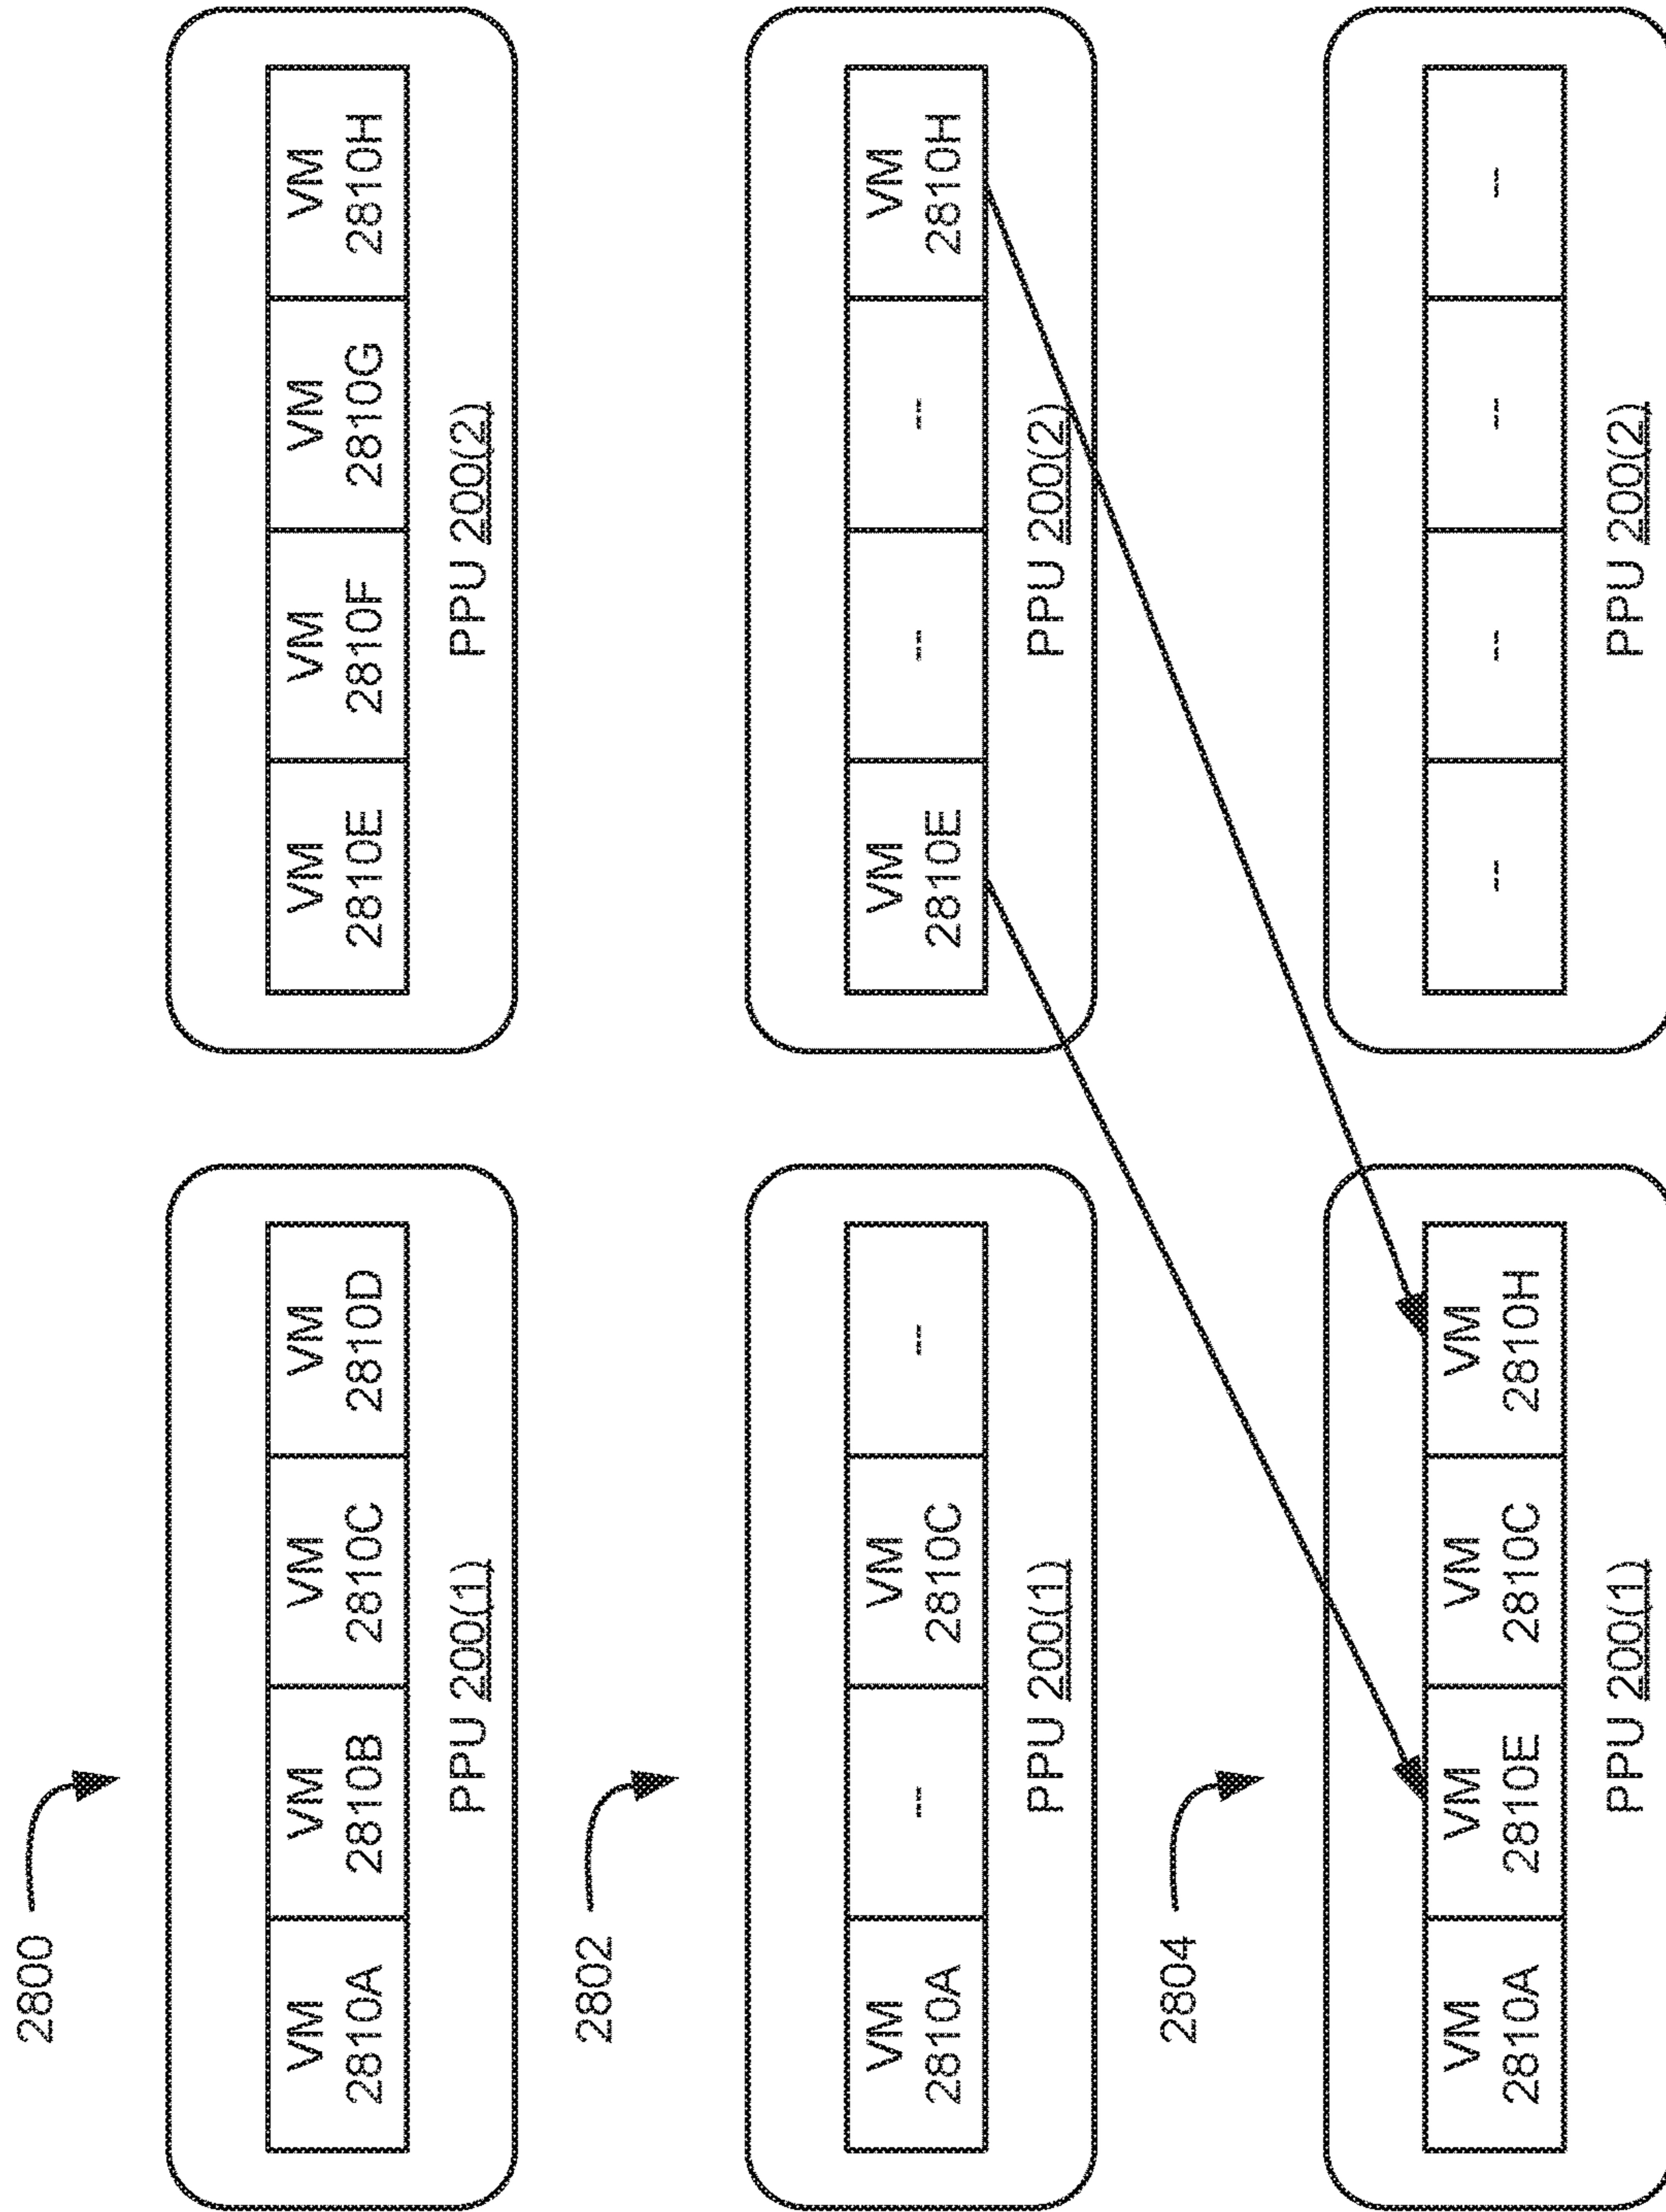 2800
VM
2810A
VM
2810B
VM
2810C
VM
2810D
PPU 200(1)
VM
2810E
VM
2810F
VM
2810G
VM
2810H
PPU 200(2)
2802
VM
2810A
--
VM
2810C
--
PPU 200(1)
VM
2810E
--
--
VM
2810H
PPU 200(2)
2804
VM
2810A
VM
2810E
VM
2810C
VM
2810H
PPU 200(1)
--
--
--
--
PPU 200(2)